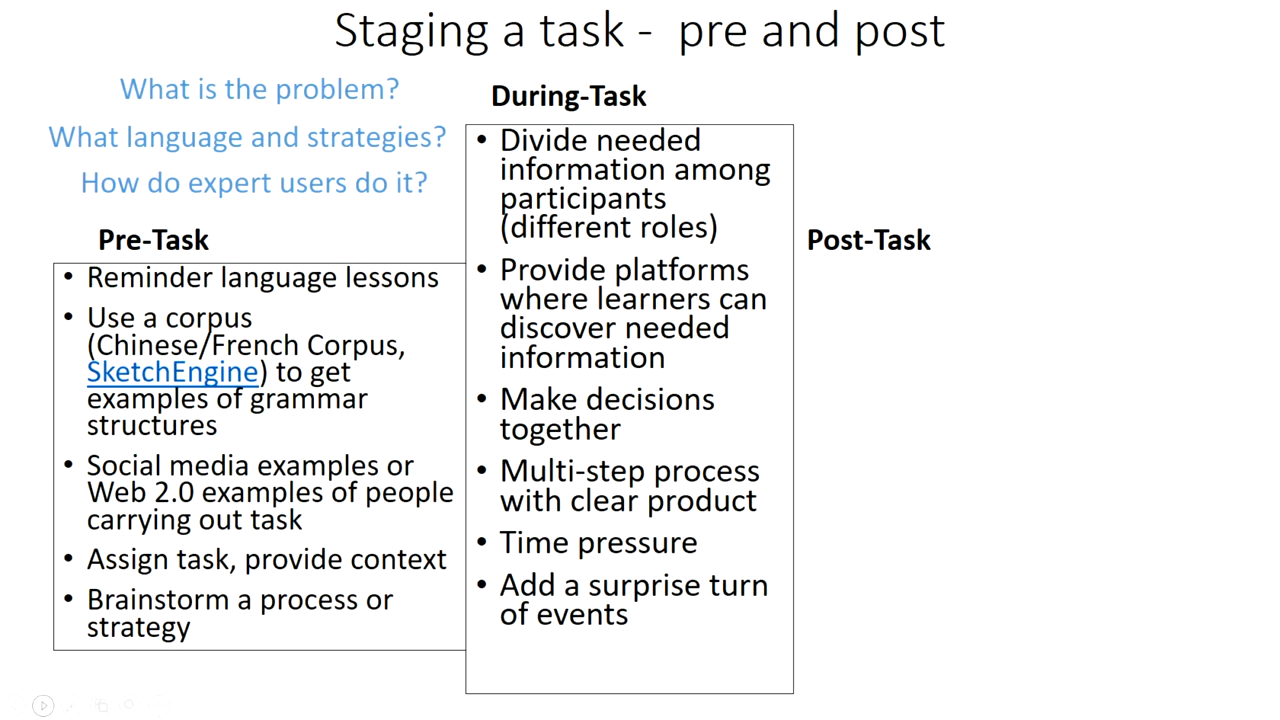 Staging a task - pre and post
What is the problem?
What language and strategies?
How do expert users do it?
Pre-Task
• Reminder language lessons
• Use a corpus
(Chinese/French Corpus,
SketchEngine) to get
examples of grammar
structures
• Social media examples or
Web 2.0 examples of people
carrying out task
• Assign task, provide context
• Brainstorm a process or
strategy
During-Task
• Divide needed
information among
participants
(different roles)
• Provide platforms
where learners can
discover needed
information
• Make decisions
together
• Multi-step process
with clear product
• Time pressure
• Add a surprise turn
of events
Post-Task